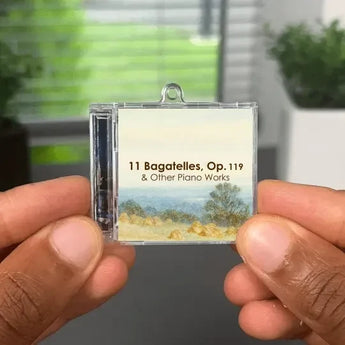 11 Bagatelles, Op. 119
& Other Piano Works